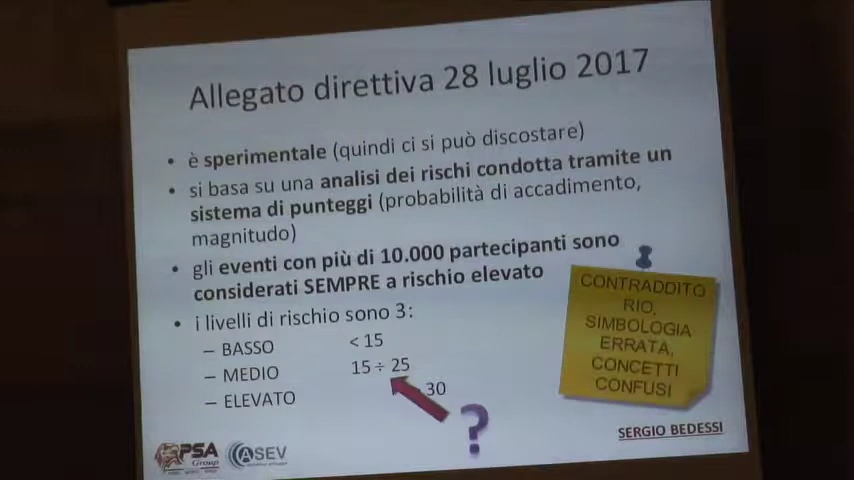 Allegato direttiva 28 luglio 2017
• è sperimentale (quindi ci si può discostare)
• si basa su una analisi dei rischi condotta tramite un
sistema di punteggi (probabilità di accadimento,
magnitudo)
• gli eventi con più di 10.000 partecipanti sono
considerati SEMPRE a rischio elevato
• i livelli di rischio sono 3:
– BASSO < 15
– MEDIO 15 ÷ 25
– ELEVATO 30
?
CONTRADDITO
RIO,
SIMBOLOGIA
ERRATA,
CONCETTI
CONFUSI
SERGIO BEDESSI
PSA
Group
ASEV